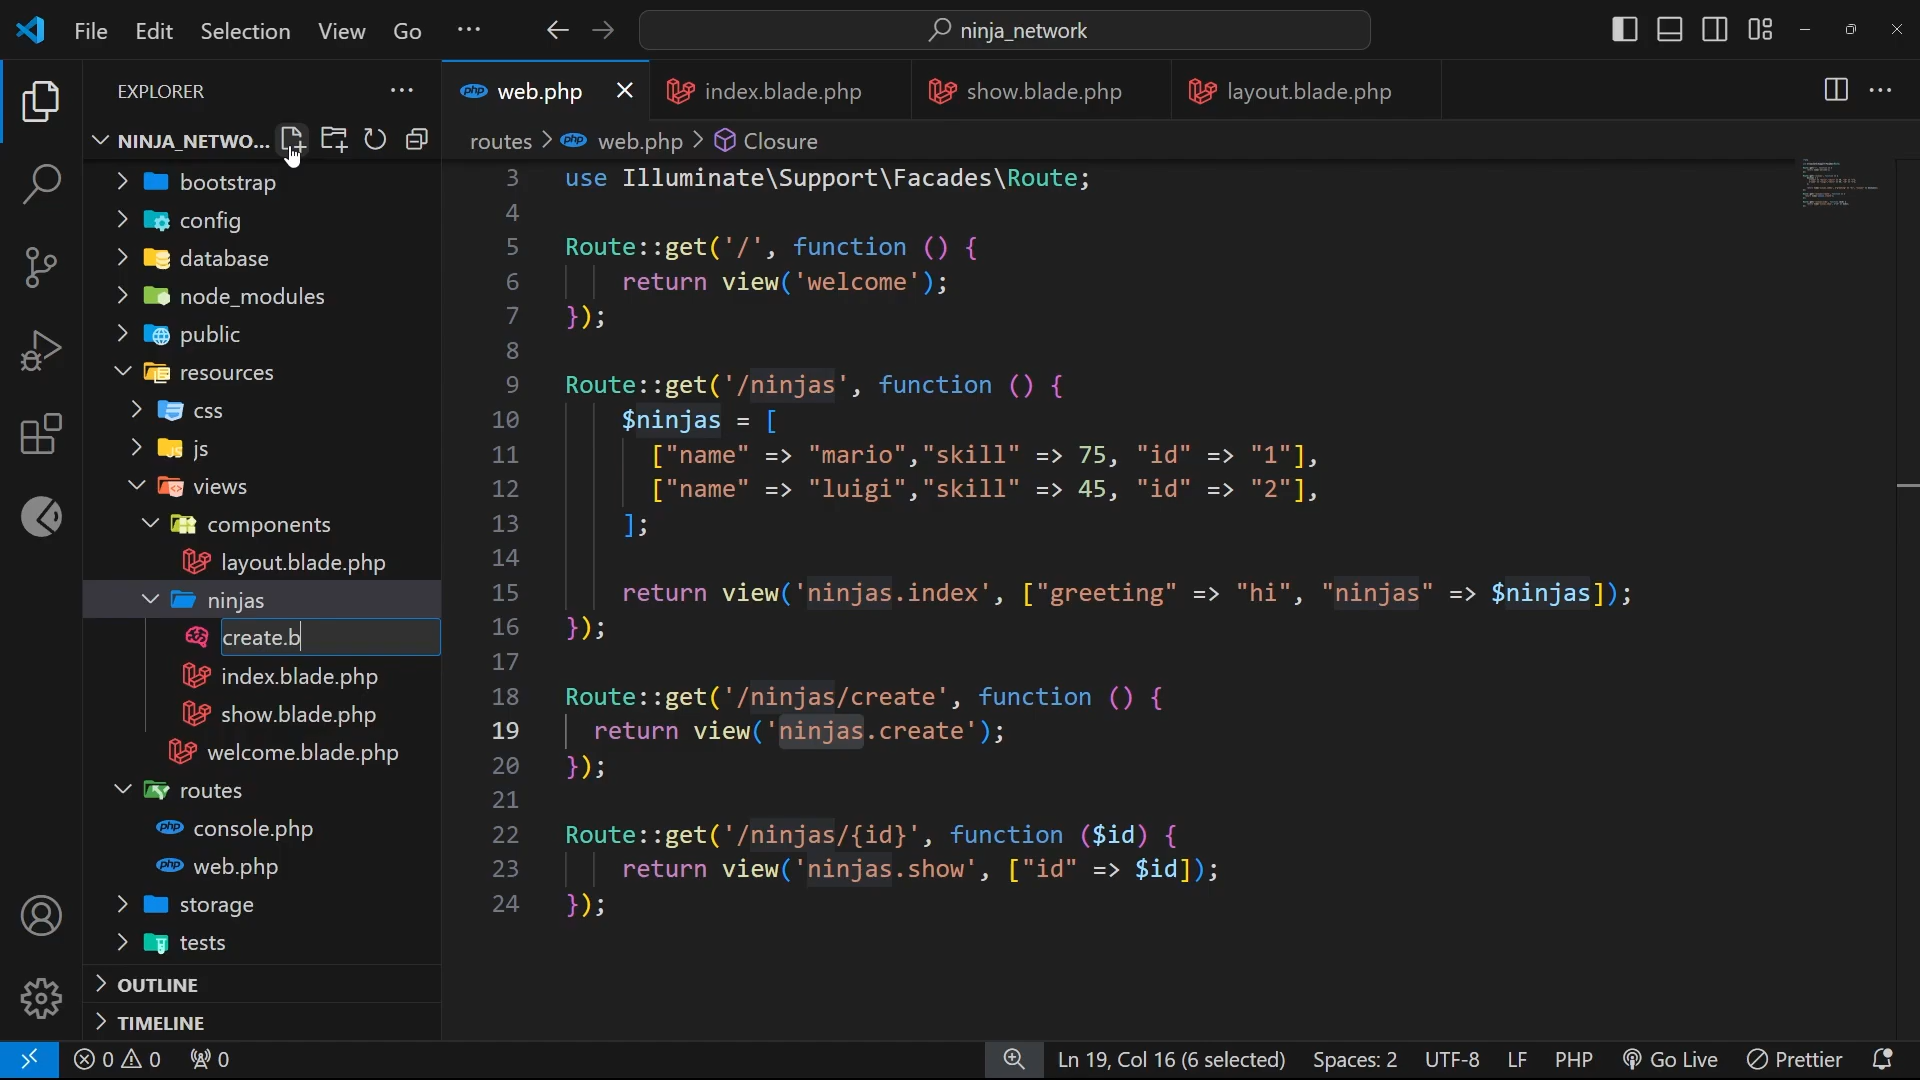 File Edit Selection View Go ··· ninja_network
EXPLORER ···
NINJA_NETWO...
bootstrap
config
database
node_modules
public
resources
css
js
views
components
layout.blade.php
ninjas
create.b
index.blade.php
show.blade.php
welcome.blade.php
routes
console.php
web.php
storage
tests
OUTLINE
TIMELINE
web.php index.blade.php show.blade.php layout.blade.php
routes > web.php > Closure
3 use Illuminate\Support\Facades\Route;
4
5 Route::get('/', function () {
6 return view('welcome');
7 });
8
9 Route::get('/ninjas', function () {
10 $ninjas = [
11 ["name" => "mario","skill" => 75, "id" => "1"],
12 ["name" => "luigi","skill" => 45, "id" => "2"],
13 ];
14
15 return view('ninjas.index', ["greeting" => "hi", "ninjas" => $ninjas]);
16 });
17
18 Route::get('/ninjas/create', function () {
19 return view('ninjas.create');
20 });
21
22 Route::get('/ninjas/{id}', function ($id) {
23 return view('ninjas.show', ["id" => $id]);
24 });
0 0 0 Ln 19, Col 16 (6 selected) Spaces: 2 UTF-8 LF PHP Go Live Prettier